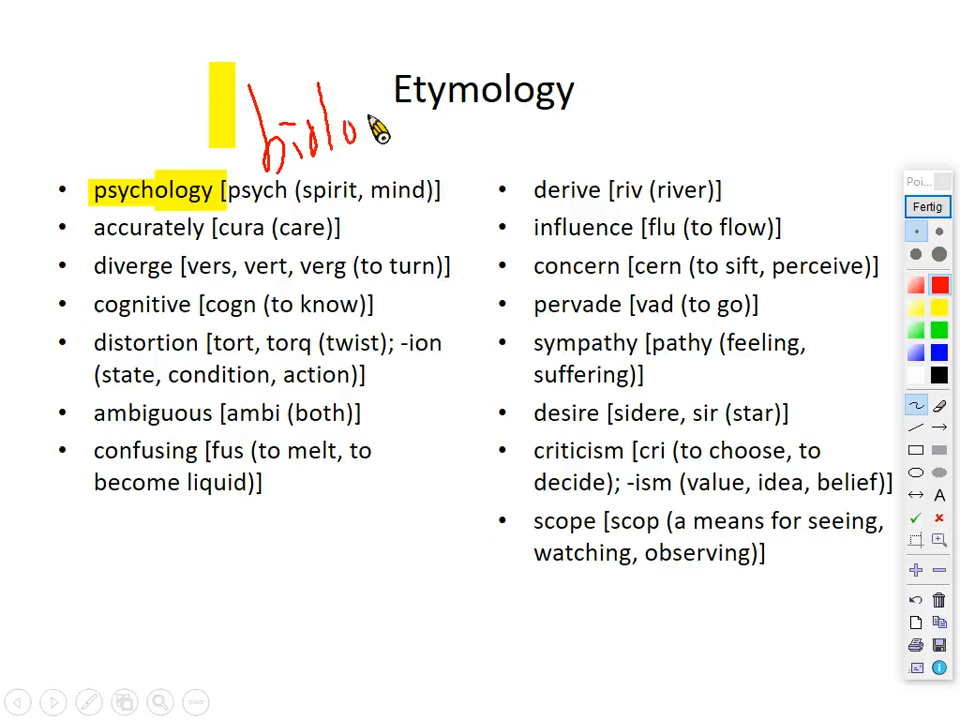 Etymology
biolo
psychology [psych (spirit, mind)]
accurately [cura (care)]
diverge [vers, vert, verg (to turn)]
cognitive [cogn (to know)]
distortion [tort, torq (twist); -ion
(state, condition, action)]
ambiguous [ambi (both)]
confusing [fus (to melt, to
become liquid)]
derive [riv (river)]
influence [flu (to flow)]
concern [cern (to sift, perceive)]
pervade [vad (to go)]
sympathy [pathy (feeling,
suffering)]
desire [sidere, sir (star)]
criticism [cri (to choose, to
decide); -ism (value, idea, belief)]
scope [scop (a means for seeing,
watching, observing)]
Poi...
Fertig
A